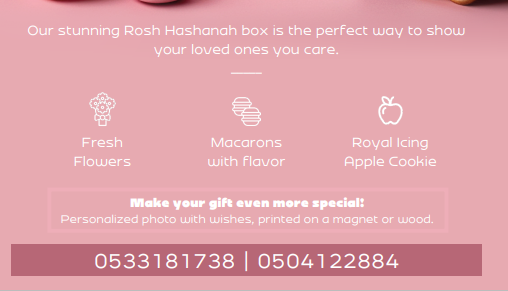 Our stunning Rosh Hashanah box is the perfect way to show
your loved ones you care.
Fresh
Flowers
Macarons
with flavor
Royal Icing
Apple Cookie
Make your gift even more special!
Personalized photo with wishes, printed on a magnet or wood.
0533181738 | 0504122884